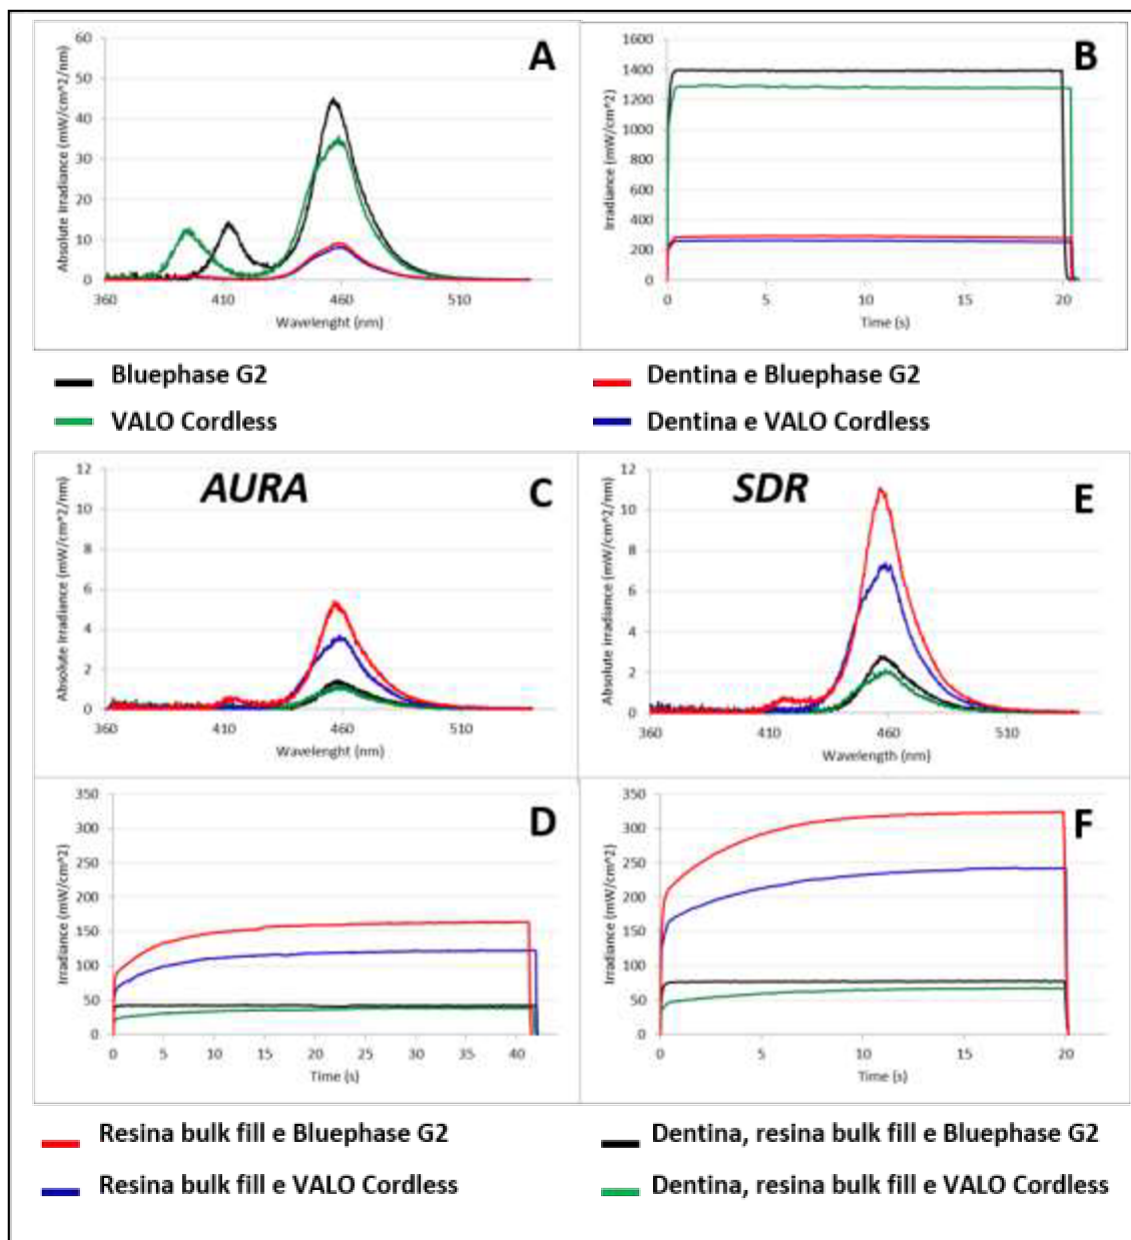 A
Absolute Irradiance (mW/cm^2/nm)
60
50
40
30
20
10
0
360
410
460
510
Wavelenght (nm)
B
Irradiance (mW/cm^2)
1600
1400
1200
1000
800
600
400
200
0
0
5
10
15
20
Time (s)
Bluephase G2
VALO Cordless
Dentina e Bluephase G2
Dentina e VALO Cordless
AURA
C
Absolute Irradiance (mW/cm^2/nm)
12
10
8
6
4
2
0
360
410
460
510
Wavelenght (nm)
SDR
E
Absolute irradiance (mW/cm^2/nm)
12
10
8
6
4
2
0
360
410
460
510
Wavelength (nm)
D
Irradiance (mW/cm^2)
350
300
250
200
150
100
50
0
0
5
10
15
20
25
30
35
40
Time (s)
F
Irradiance (mW/cm^2)
350
300
250
200
150
100
50
0
0
5
10
15
20
Time (s)
Resina bulk fill e Bluephase G2
Resina bulk fill e VALO Cordless
Dentina, resina bulk fill e Bluephase G2
Dentina, resina bulk fill e VALO Cordless